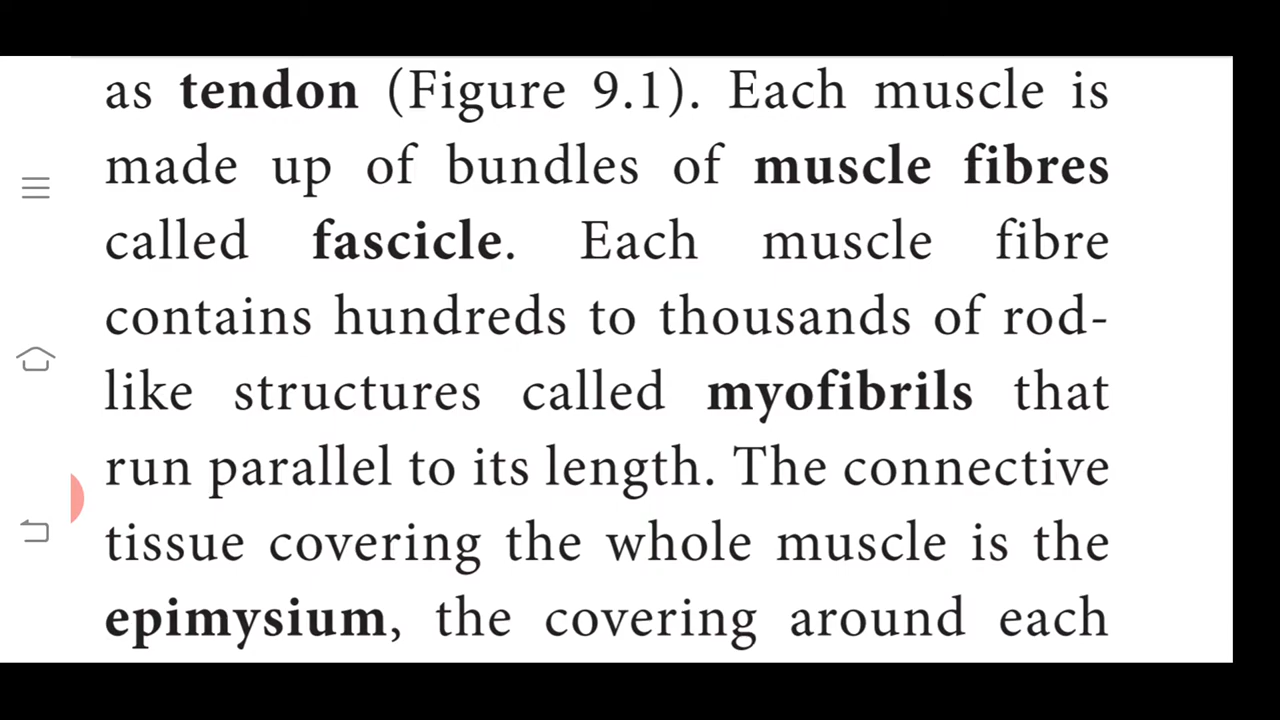 as tendon (Figure 9.1). Each muscle is
made up of bundles of muscle fibres
called fascicle. Each muscle fibre
contains hundreds to thousands of rod-
like structures called myofibrils that
run parallel to its length. The connective
tissue covering the whole muscle is the
epimysium, the covering around each